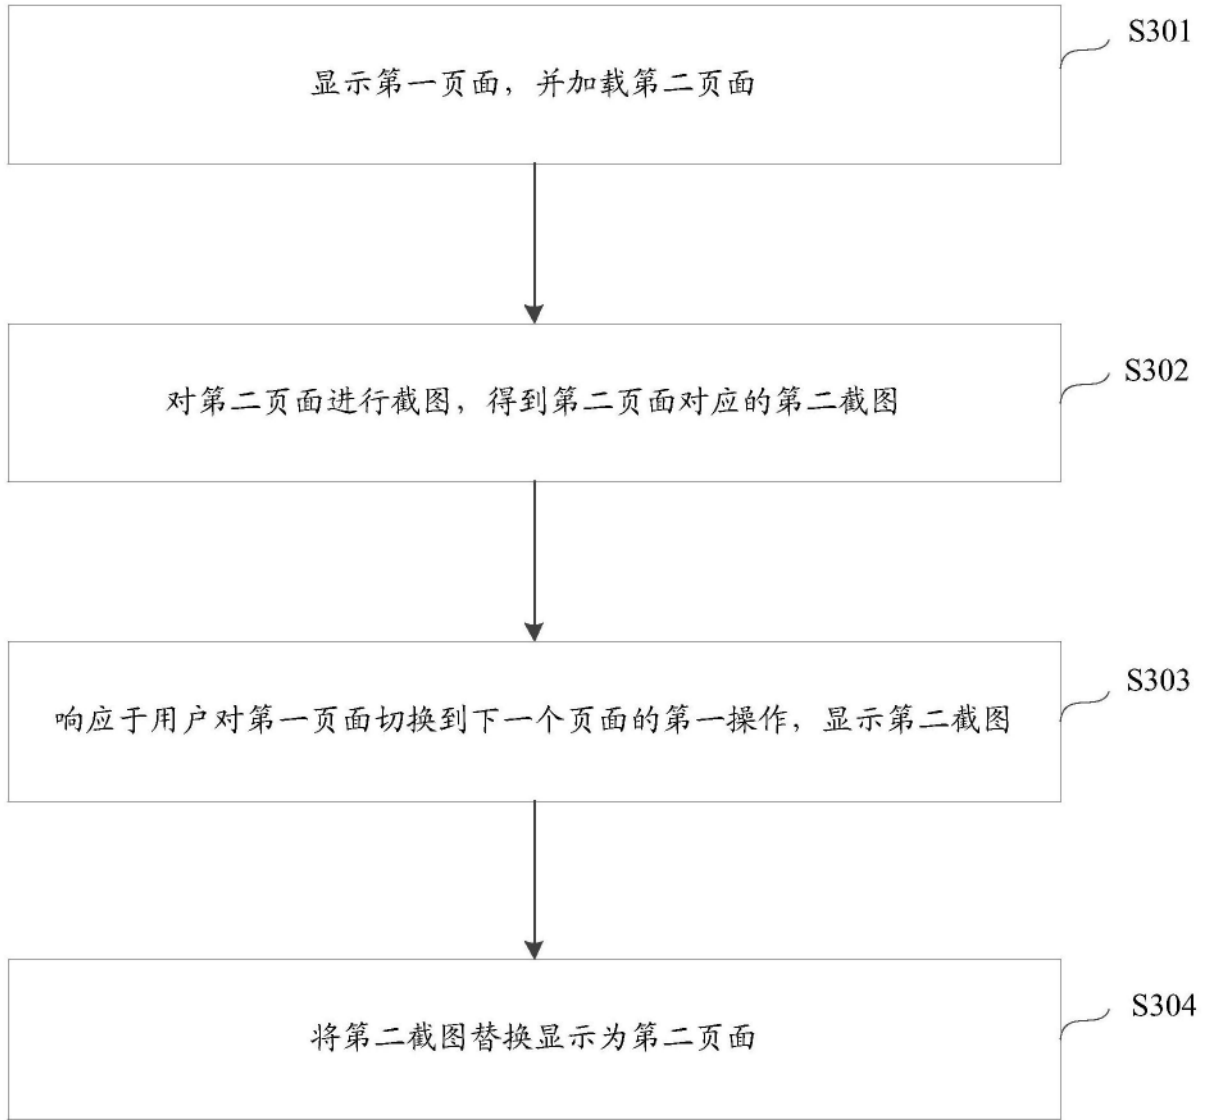 S301
显示第一页面，并加载第二页面
S302
对第二页面进行截图，得到第二页面对应的第二截图
S303
响应于用户对第一页面切换到下一个页面的第一操作，显示第二截图
S304
将第二截图替换显示为第二页面